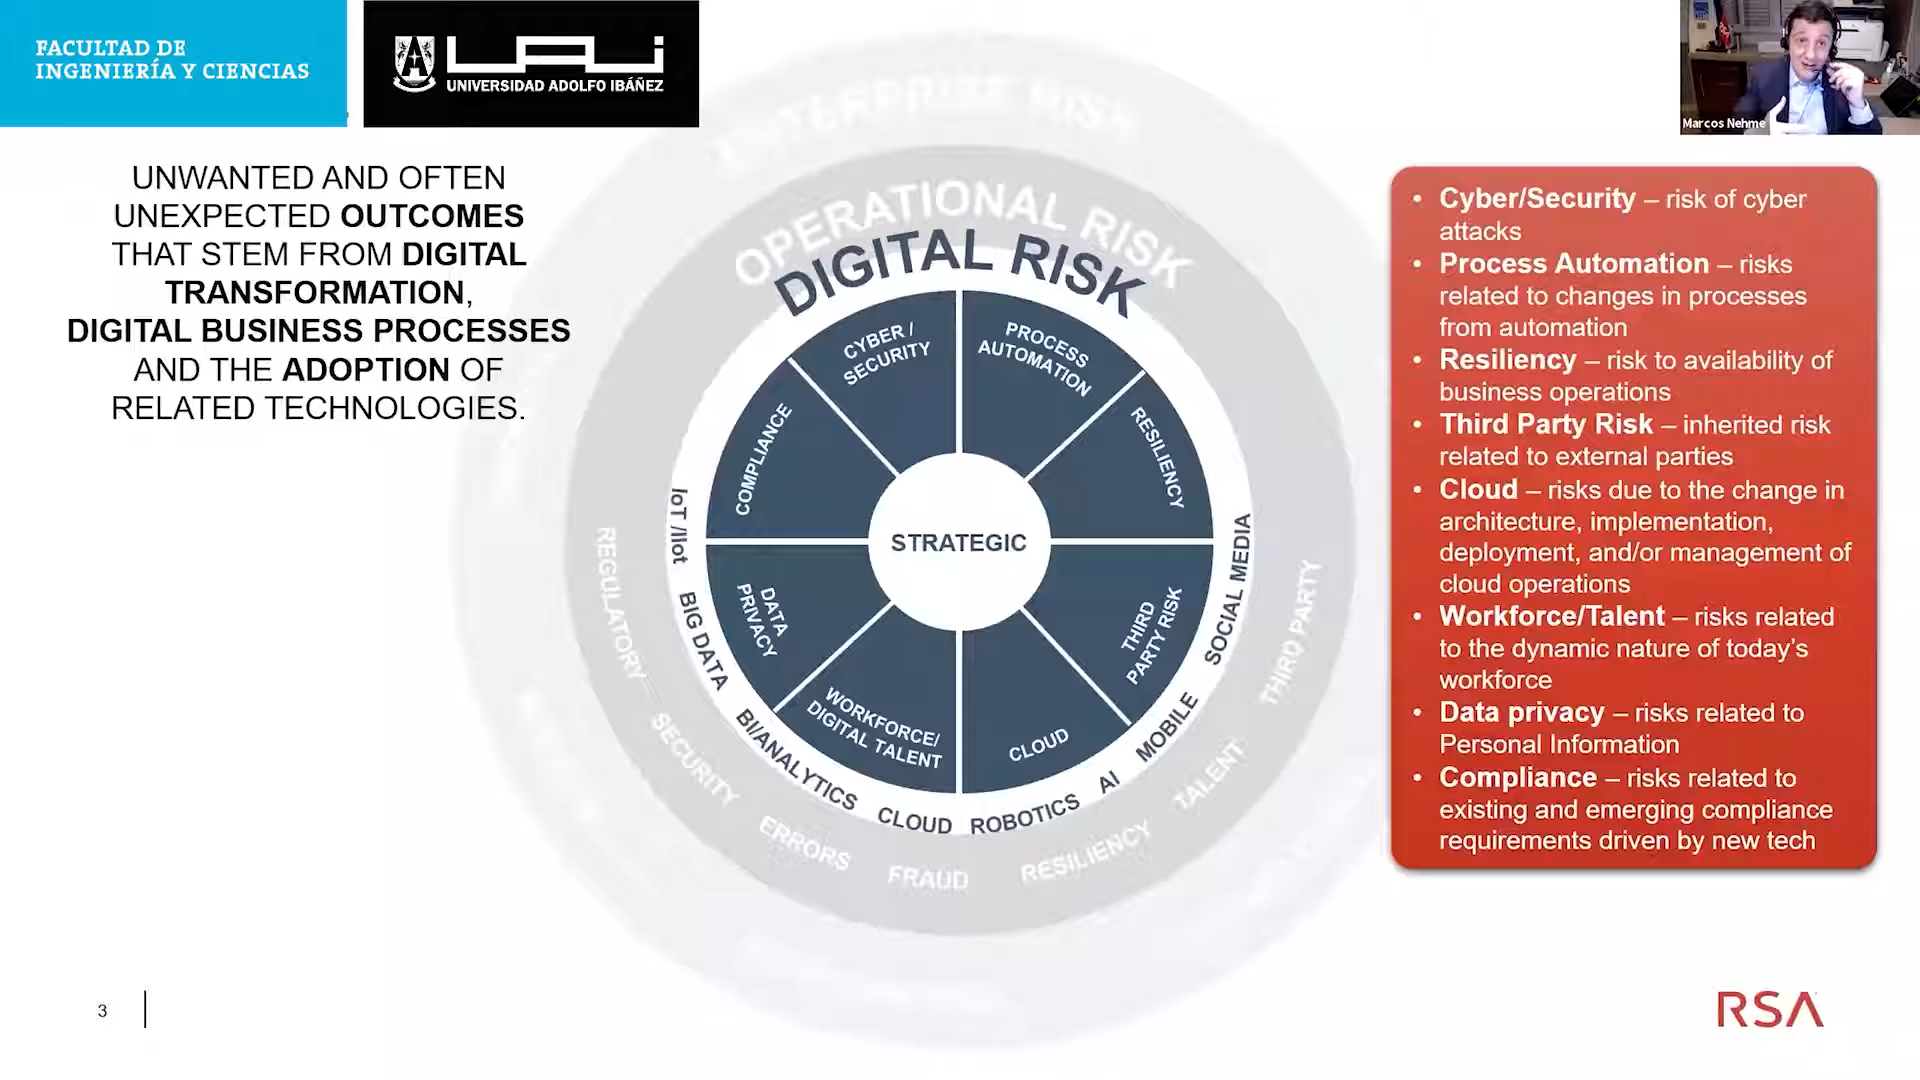 FACULTAD DE
INGENIERÍA Y CIENCIAS
UAI
UNIVERSIDAD ADOLFO IBÁÑEZ
Marcos Nehme
UNWANTED AND OFTEN
UNEXPECTED OUTCOMES
THAT STEM FROM DIGITAL
TRANSFORMATION,
DIGITAL BUSINESS PROCESSES
AND THE ADOPTION OF
RELATED TECHNOLOGIES.
ENTERPRISE RISK
OPERATIONAL RISK
DIGITAL RISK
CYBER /
SECURITY
PROCESS
AUTOMATION
RESILIENCY
THIRD
PARTY RISK
CLOUD
WORKFORCE/
DIGITAL TALENT
DATA
PRIVACY
COMPLIANCE
STRATEGIC
IoT /IIot
BIG DATA
BI/ANALYTICS
CLOUD
ROBOTICS
AI
MOBILE
SOCIAL MEDIA
REGULATORY
SECURITY
ERRORS
FRAUD
RESILIENCY
TALENT
THIRD PARTY
• Cyber/Security – risk of cyber
attacks
• Process Automation – risks
related to changes in processes
from automation
• Resiliency – risk to availability of
business operations
• Third Party Risk – inherited risk
related to external parties
• Cloud – risks due to the change in
architecture, implementation,
deployment, and/or management of
cloud operations
• Workforce/Talent – risks related
to the dynamic nature of today's
workforce
• Data privacy – risks related to
Personal Information
• Compliance – risks related to
existing and emerging compliance
requirements driven by new tech
3
RSA